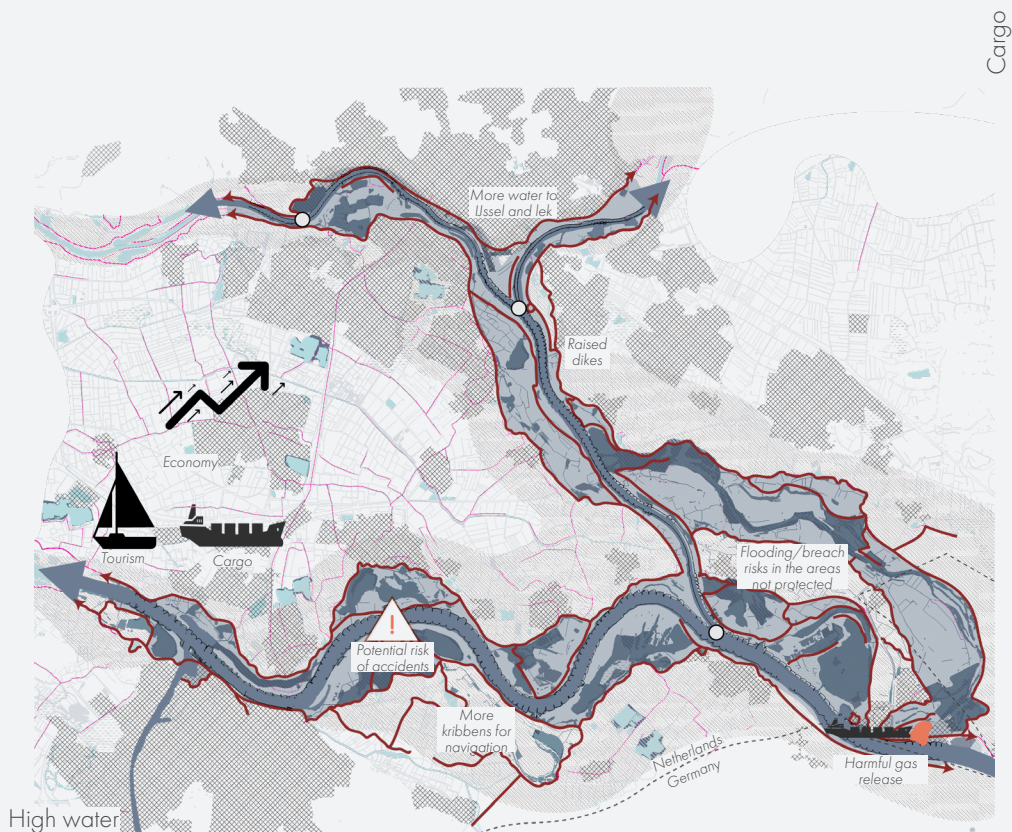 Cargo
More water to
IJssel and lek
Raised
dikes
Economy
Tourism
Cargo
Flooding/breach
risks in the areas
not protected
!
Potential risk
of accidents
More
kribbens for
navigation
Netherlands
Germany
Harmful gas
release
High water